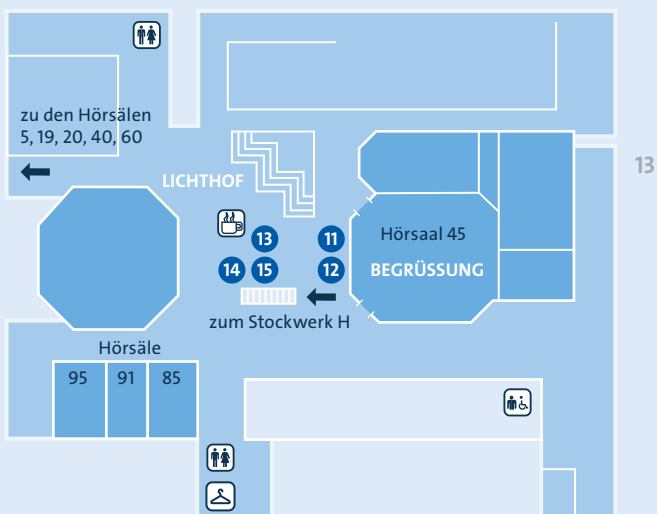 zu den Hörsälen
5, 19, 20, 40, 60
13
LICHTHOF
13
11
Hörsaal 45
14
15
12
BEGRÜSSUNG
zum Stockwerk H
Hörsäle
95
91
85